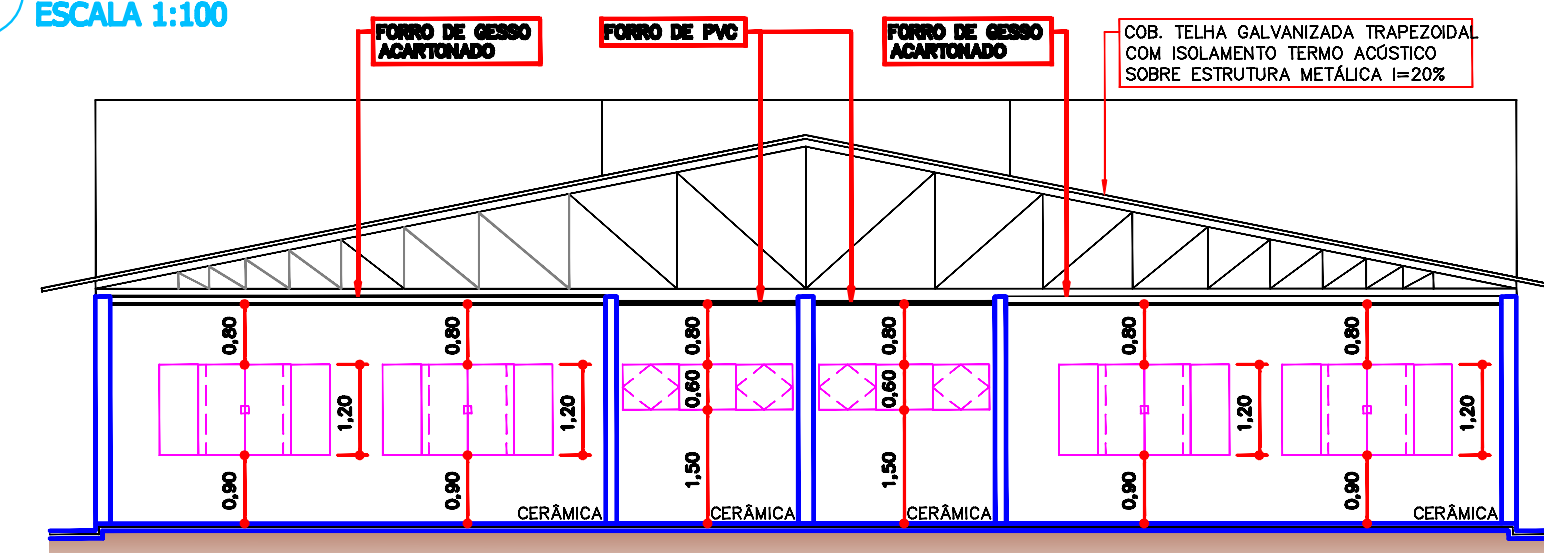 ESCALA 1:100
FORRO DE GESSO
ACARTONADO
FORRO DE PVC
FORRO DE GESSO
ACARTONADO
COB. TELHA GALVANIZADA TRAPEZOIDAL
COM ISOLAMENTO TERMO ACÚSTICO
SOBRE ESTRUTURA METÁLICA I=20%
0,80
0,80
0,80
0,80
0,80
0,80
1,20
1,20
0,60
0,60
1,20
1,20
0,90
0,90
1,50
1,50
0,90
0,90
CERÂMICA
CERÂMICA
CERÂMICA
CERÂMICA